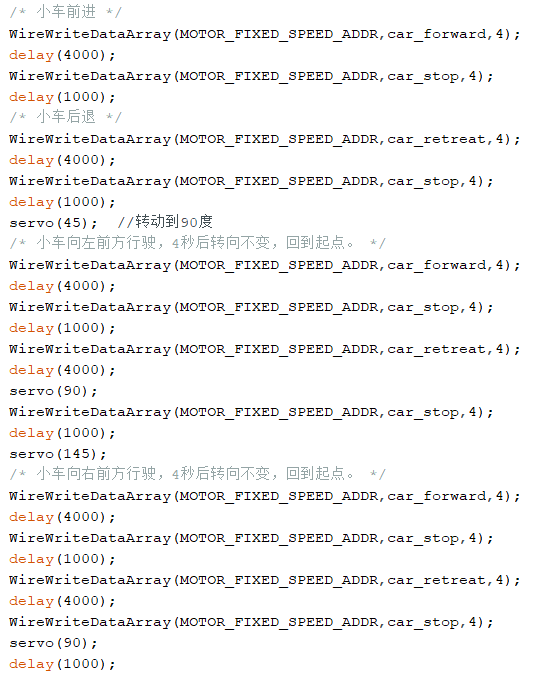 /* 小车前进 */
WireWriteDataArray(MOTOR_FIXED_SPEED_ADDR,car_forward,4);
delay(4000);
WireWriteDataArray(MOTOR_FIXED_SPEED_ADDR,car_stop,4);
delay(1000);
/* 小车后退 */
WireWriteDataArray(MOTOR_FIXED_SPEED_ADDR,car_retreat,4);
delay(4000);
WireWriteDataArray(MOTOR_FIXED_SPEED_ADDR,car_stop,4);
delay(1000);
servo(45);  //转动到90度
/* 小车向左前方行驶，4秒后转向不变，回到起点。 */
WireWriteDataArray(MOTOR_FIXED_SPEED_ADDR,car_forward,4);
delay(4000);
WireWriteDataArray(MOTOR_FIXED_SPEED_ADDR,car_stop,4);
delay(1000);
WireWriteDataArray(MOTOR_FIXED_SPEED_ADDR,car_retreat,4);
delay(4000);
servo(90);
WireWriteDataArray(MOTOR_FIXED_SPEED_ADDR,car_stop,4);
delay(1000);
servo(145);
/* 小车向右前方行驶，4秒后转向不变，回到起点。 */
WireWriteDataArray(MOTOR_FIXED_SPEED_ADDR,car_forward,4);
delay(4000);
WireWriteDataArray(MOTOR_FIXED_SPEED_ADDR,car_stop,4);
delay(1000);
WireWriteDataArray(MOTOR_FIXED_SPEED_ADDR,car_retreat,4);
delay(4000);
WireWriteDataArray(MOTOR_FIXED_SPEED_ADDR,car_stop,4);
servo(90);
delay(1000);